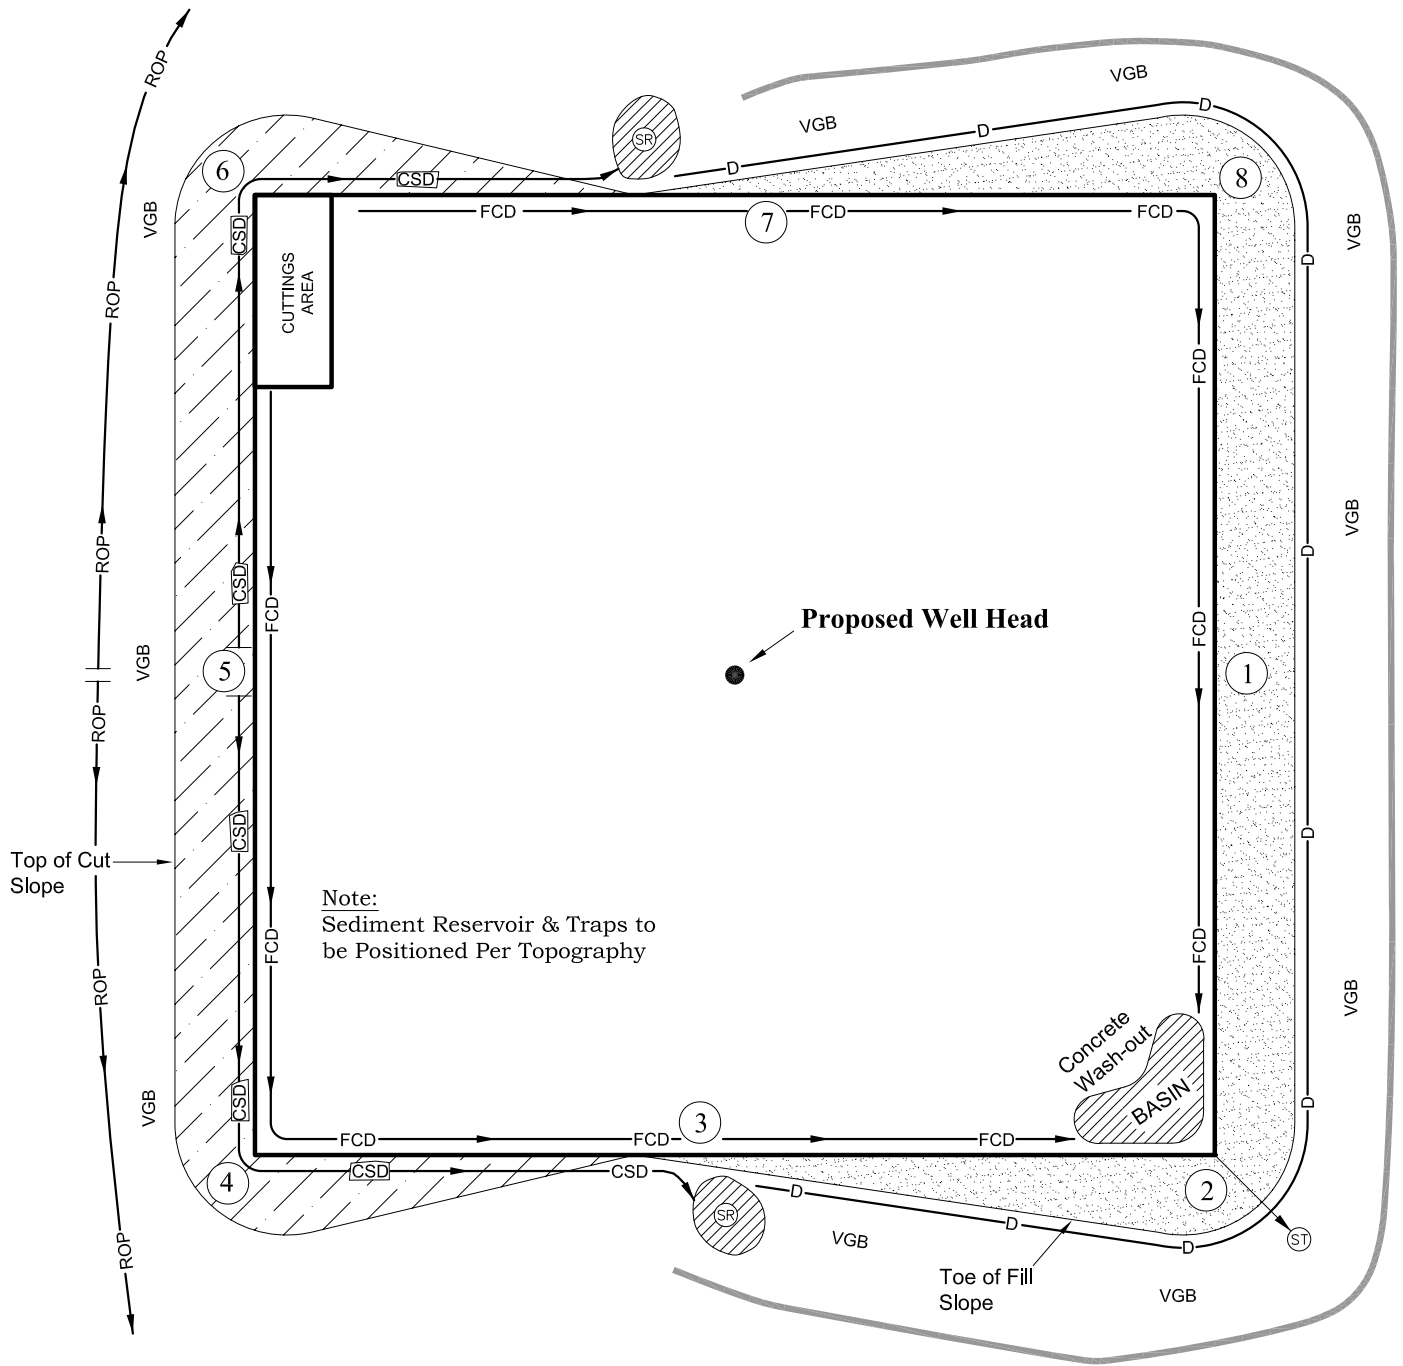 ROP
VGB
VGB
SR
D
D
D
6
8
CSD
FCD
FCD
FCD
7
VGB
CSD
VGB
D
ROP
CUTTINGS
AREA
FCD
VGB
ROP
D
CSD
FCD
FCD
Proposed Well Head
VGB
5
1
ROP
CSD
D
Top of Cut
Slope
Note:
Sediment Reservoir & Traps to
be Positioned Per Topography
FCD
FCD
ROP
VGB
Concrete
Wash-out
BASIN
VGB
CSD
D
3
FCD
FCD
FCD
CSD
CSD
4
2
D
SR
D
D
ST
VGB
ROP
Toe of Fill
Slope
VGB